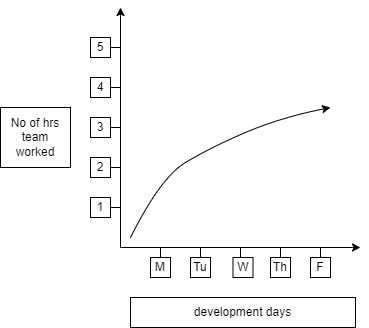 5
4
No of hrs
team
worked
3
2
1
M Tu W Th F
development days